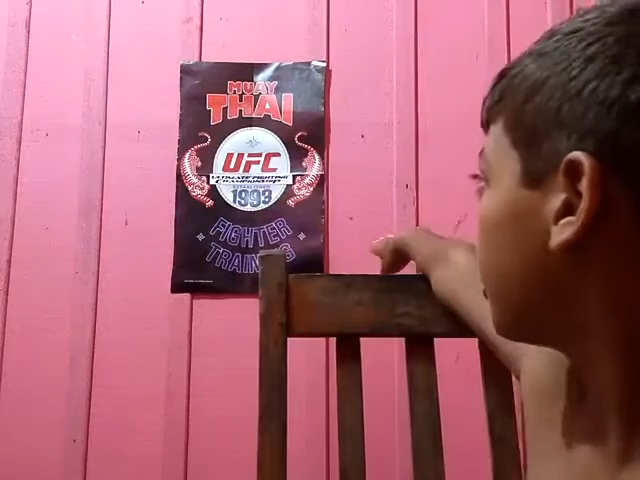 MUAY
THAI
UFC
ULTIMATE FIGHTING
CHAMPIONSHIP
ESTABLISHED
1993
FIGHTER
TRAINING